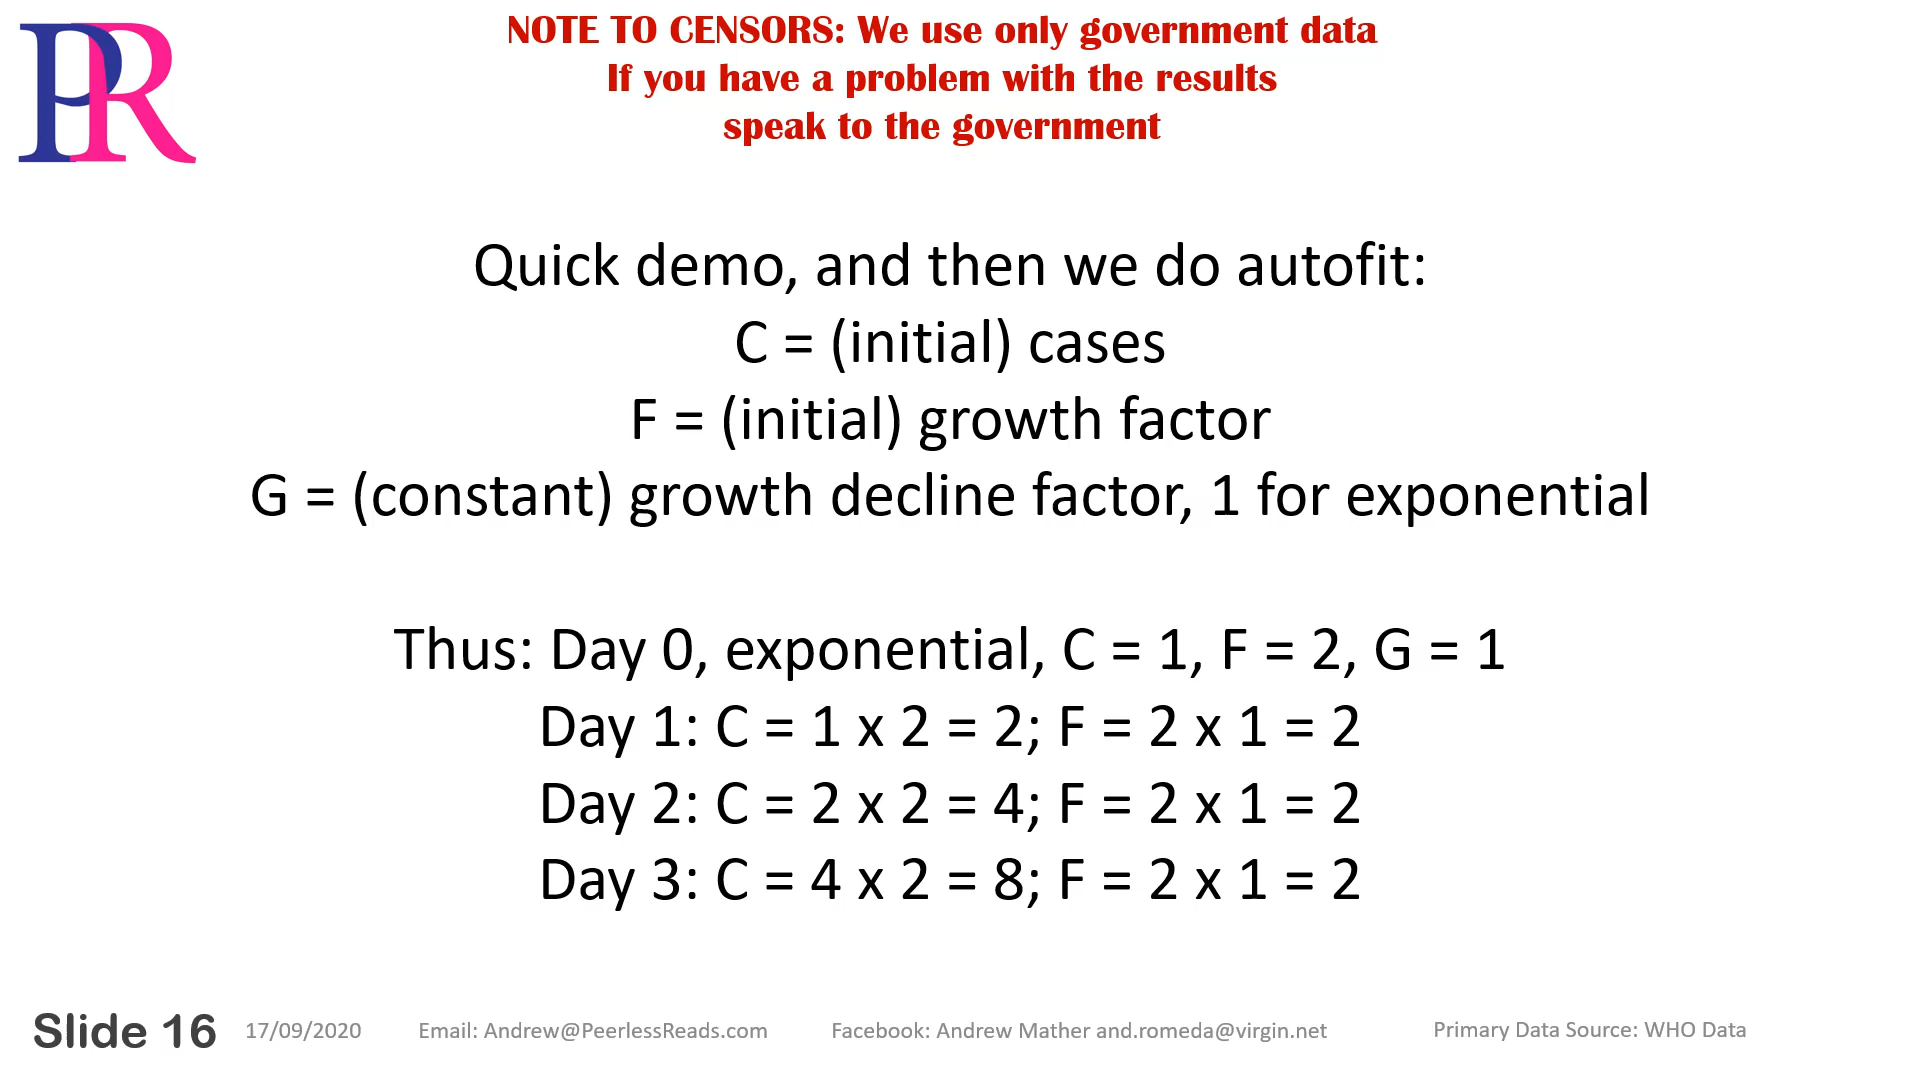 PR
NOTE TO CENSORS: We use only government data
If you have a problem with the results
speak to the government
Quick demo, and then we do autofit:
C = (initial) cases
F = (initial) growth factor
G = (constant) growth decline factor, 1 for exponential
Thus: Day 0, exponential, C = 1, F = 2, G = 1
Day 1: C = 1 x 2 = 2; F = 2 x 1 = 2
Day 2: C = 2 x 2 = 4; F = 2 x 1 = 2
Day 3: C = 4 x 2 = 8; F = 2 x 1 = 2
Slide 16 17/09/2020 Email: Andrew@PeerlessReads.com Facebook: Andrew Mather and.romeda@virgin.net Primary Data Source: WHO Data